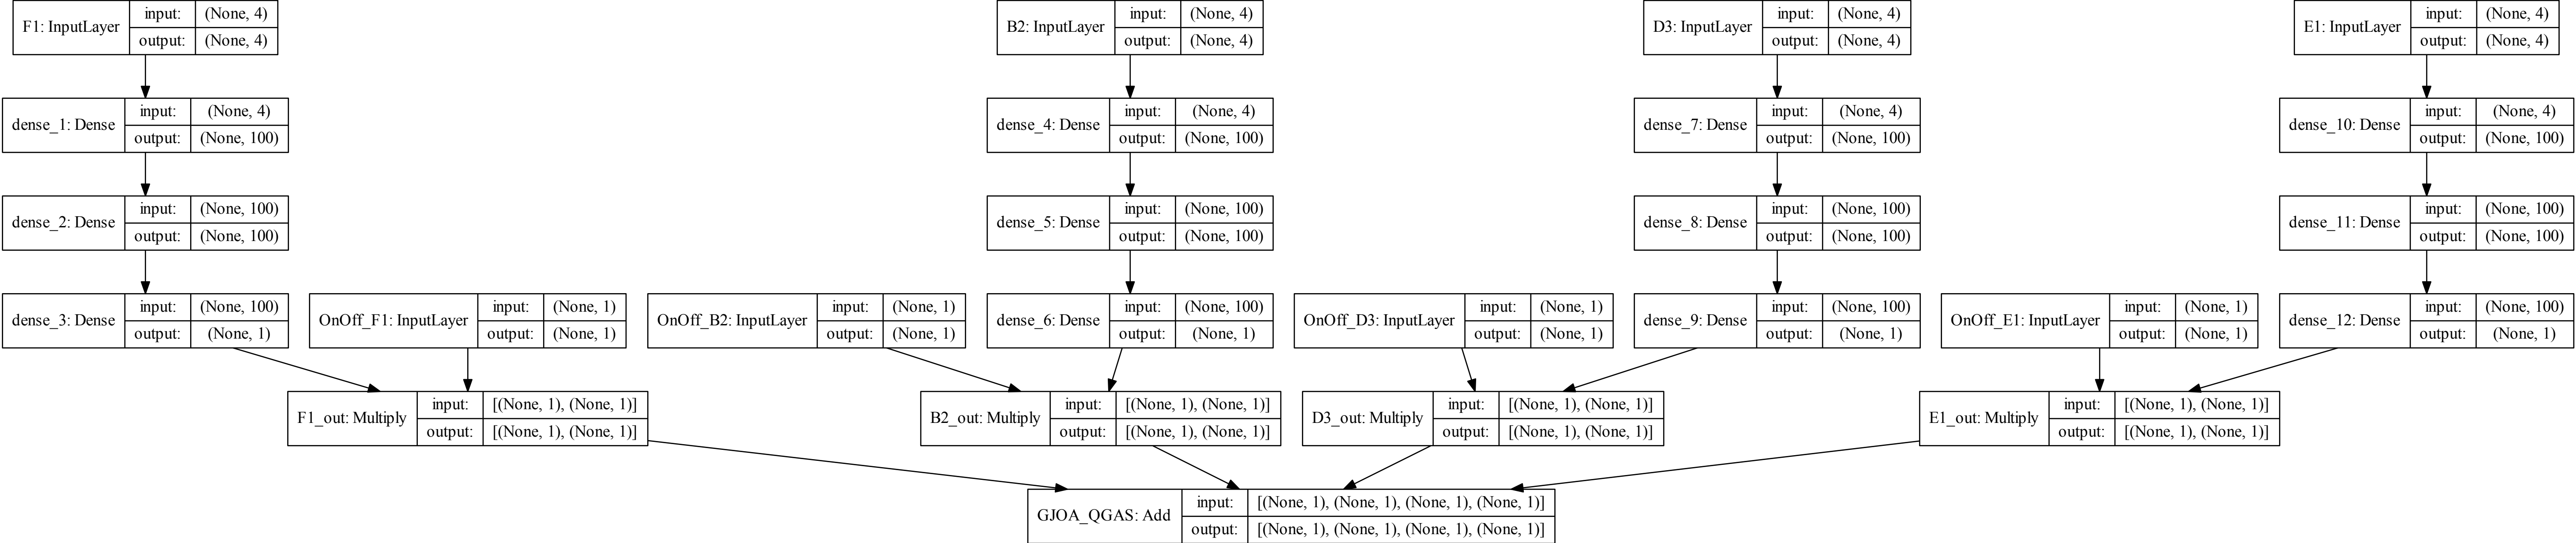 F1: InputLayer input: (None, 4)
output: (None, 4)
B2: InputLayer input: (None, 4)
output: (None, 4)
D3: InputLayer input: (None, 4)
output: (None, 4)
E1: InputLayer input: (None, 4)
output: (None, 4)
dense_1: Dense input: (None, 4)
output: (None, 100)
dense_4: Dense input: (None, 4)
output: (None, 100)
dense_7: Dense input: (None, 4)
output: (None, 100)
dense_10: Dense input: (None, 4)
output: (None, 100)
dense_2: Dense input: (None, 100)
output: (None, 100)
dense_5: Dense input: (None, 100)
output: (None, 100)
dense_8: Dense input: (None, 100)
output: (None, 100)
dense_11: Dense input: (None, 100)
output: (None, 100)
dense_3: Dense input: (None, 100)
output: (None, 1)
OnOff_F1: InputLayer input: (None, 1)
output: (None, 1)
OnOff_B2: InputLayer input: (None, 1)
output: (None, 1)
dense_6: Dense input: (None, 100)
output: (None, 1)
OnOff_D3: InputLayer input: (None, 1)
output: (None, 1)
dense_9: Dense input: (None, 100)
output: (None, 1)
OnOff_E1: InputLayer input: (None, 1)
output: (None, 1)
dense_12: Dense input: (None, 100)
output: (None, 1)
F1_out: Multiply input: [(None, 1), (None, 1)]
output: [(None, 1), (None, 1)]
B2_out: Multiply input: [(None, 1), (None, 1)]
output: [(None, 1), (None, 1)]
D3_out: Multiply input: [(None, 1), (None, 1)]
output: [(None, 1), (None, 1)]
E1_out: Multiply input: [(None, 1), (None, 1)]
output: [(None, 1), (None, 1)]
GJOA_QGAS: Add input: [(None, 1), (None, 1), (None, 1), (None, 1)]
output: [(None, 1), (None, 1), (None, 1), (None, 1)]